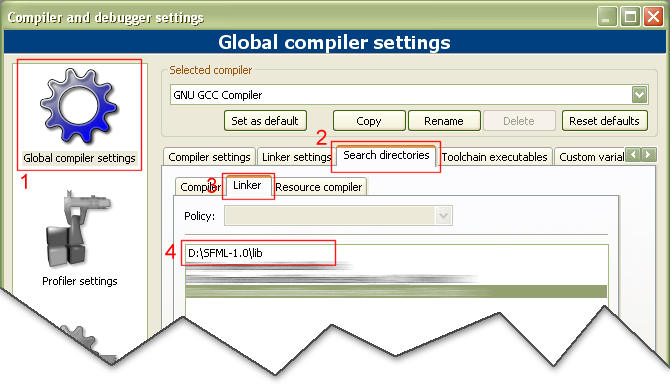 Compiler and debugger settings
Global compiler settings
Selected compiler
GNU GCC Compiler
Set as default
Copy
Rename
Delete
Reset defaults
Global compiler settings
1
2
Compiler settings
Linker settings
Search directories
Toolchain executables
Custom variab
3
Compiler
Linker
Resource compiler
Policy:
4
D:\SFML-1.0\lib
Profiler settings